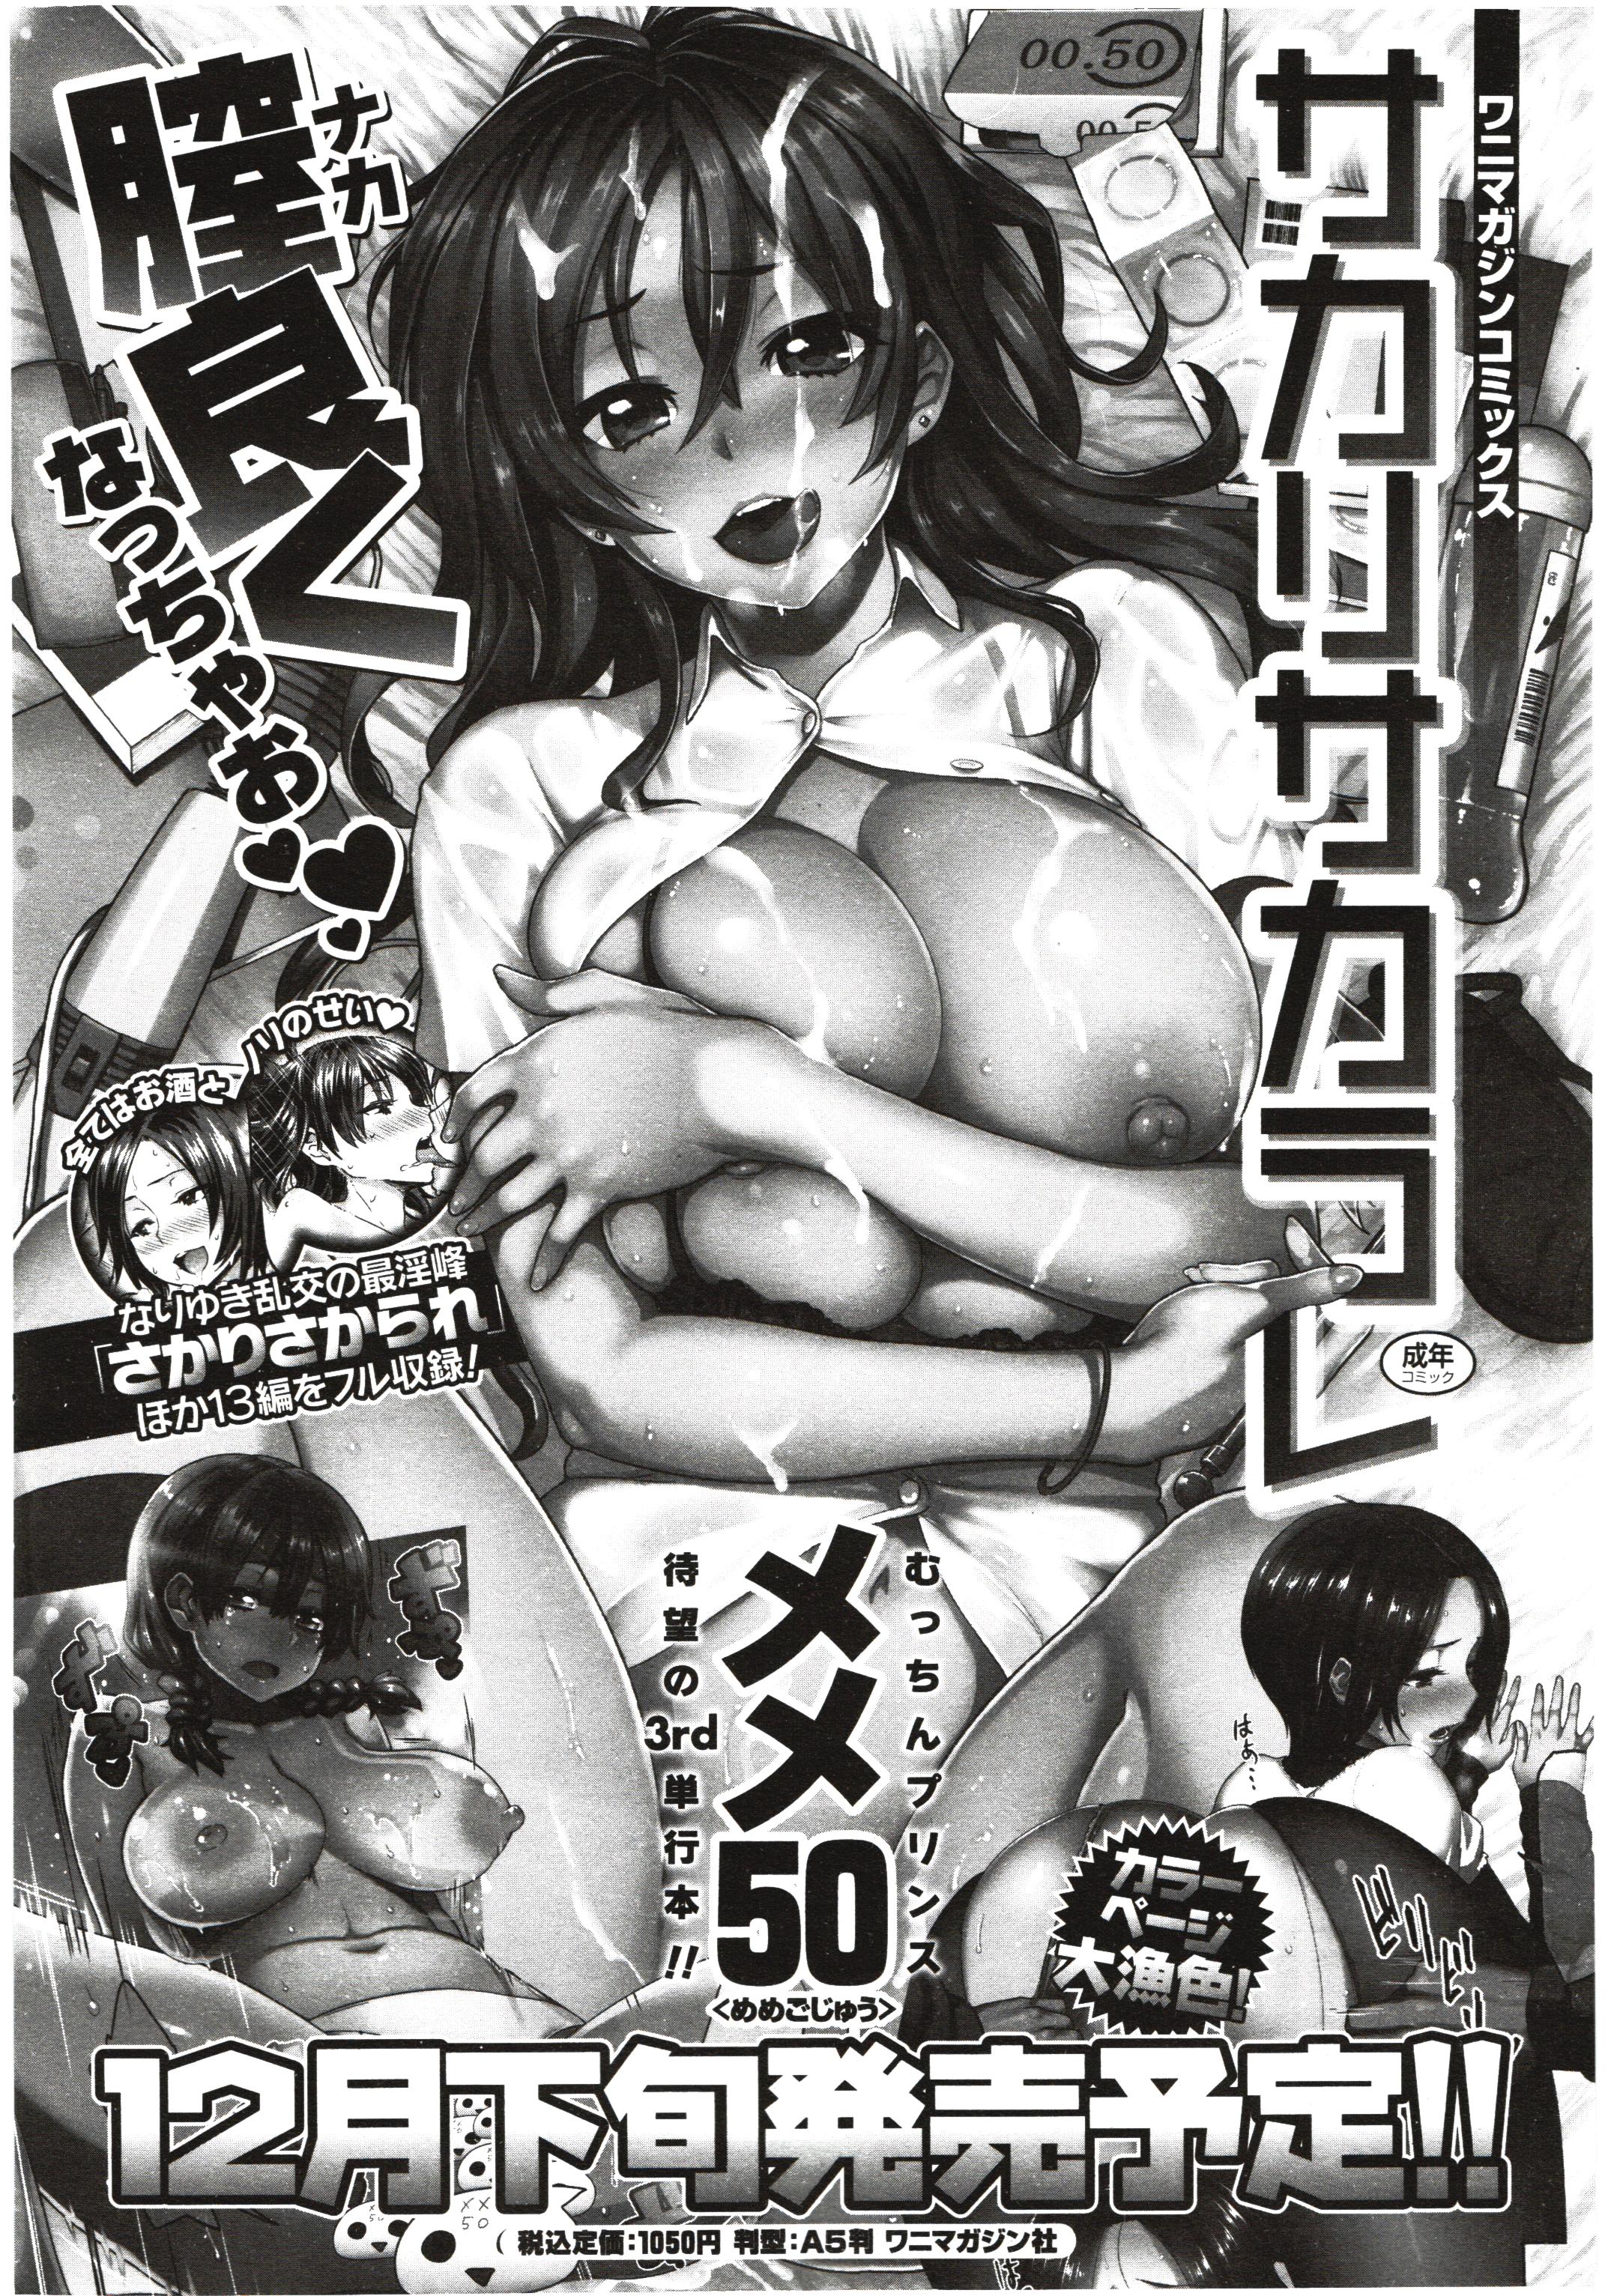 ワニマガジンコミックス
サカリサカラレ
成年
コミック
00.50
膣良く
ナカ
なっちゃお♥♥♥
全てはお酒とノリのせい♥
なりゆき乱交の最淫峰
「さかりさかられ」
ほか13編をフル収録!
むっちんプリンス
メメ50
<めめごじゅう>
待望の3rd単行本!!
はぁ…
カラー
ページ
大漁色!
12月下旬発売予定!!
XX
50
税込定価:1050円 判型:A5判 ワニマガジン社